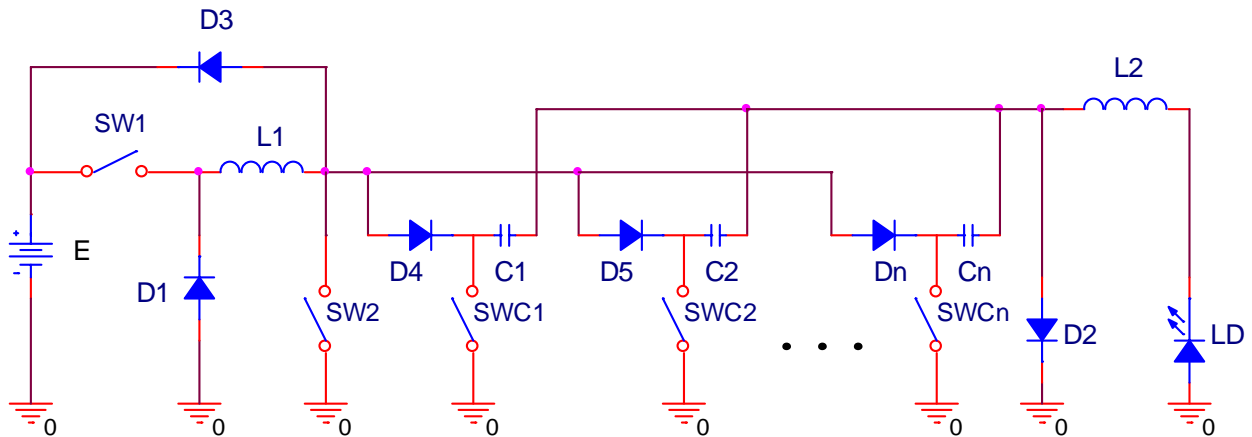 D3
L2
SW1
L1
+
E
-
D1
SW2
D4
C1
SWC1
D5
C2
SWC2
. . .
Dn
Cn
SWCn
D2
LD
0 0 0 0 0 0 0 0